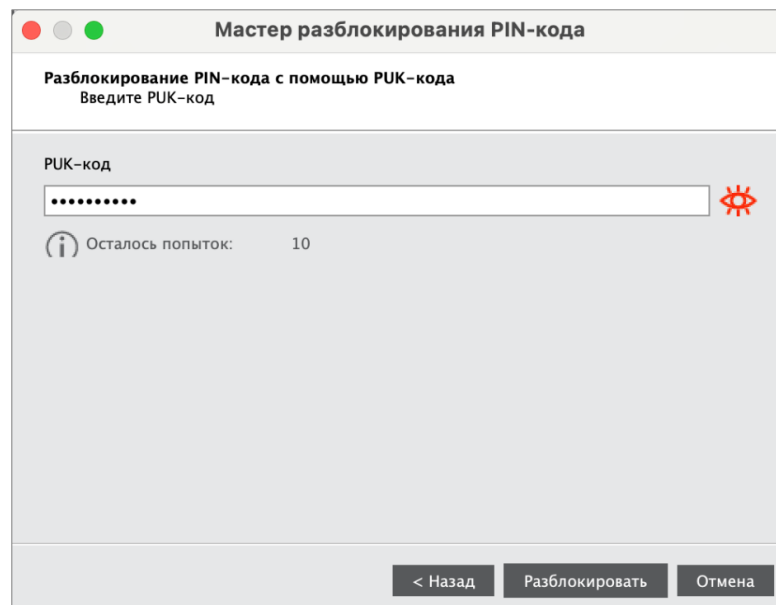 Мастер разблокирования PIN-кода
Разблокирование PIN-кода с помощью PUK-кода
Введите PUK-код
PUK-код
••••••••••
Осталось попыток: 10
< Назад Разблокировать Отмена